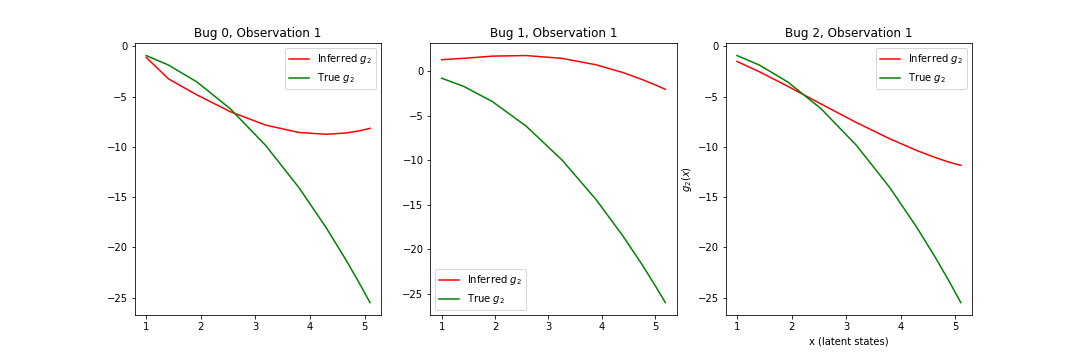 Bug 0, Observation 1
Inferred g₂
True g₂
0
−5
−10
−15
−20
−25
1 2 3 4 5
Bug 1, Observation 1
0
−5
−10
−15
−20
−25
Inferred g₂
True g₂
1 2 3 4 5
Bug 2, Observation 1
Inferred g₂
True g₂
g₂(x)
0
−5
−10
−15
−20
−25
1 2 3 4 5
x (latent states)